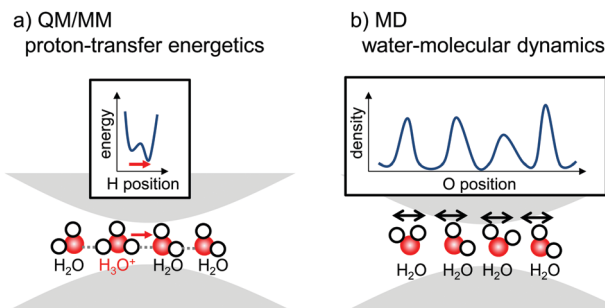 a) QM/MM
proton-transfer energetics
energy
H position
H₂O
H₃O⁺
H₂O
H₂O
b) MD
water-molecular dynamics
density
O position
H₂O
H₂O
H₂O
H₂O